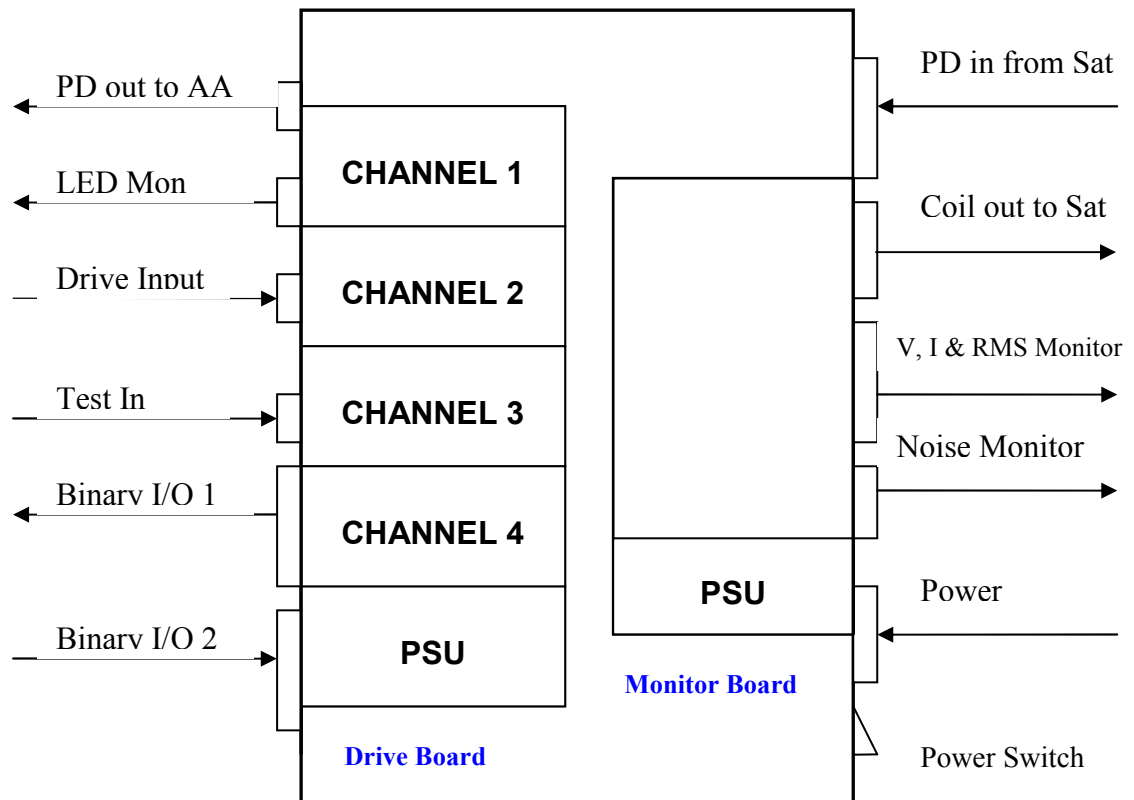 PD out to AA
LED Mon
Drive Input
Test In
Binary I/O 1
Binary I/O 2
CHANNEL 1
CHANNEL 2
CHANNEL 3
CHANNEL 4
PSU
Drive Board
PSU
Monitor Board
PD in from Sat
Coil out to Sat
V, I & RMS Monitor
Noise Monitor
Power
Power Switch